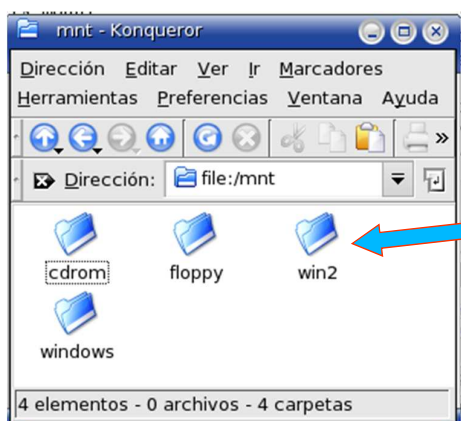 mnt - Konqueror
Dirección Editar Ver Ir Marcadores
Herramientas Preferencias Ventana Ayuda
»
Dirección: file:/mnt
cdrom floppy win2
windows
4 elementos - 0 archivos - 4 carpetas